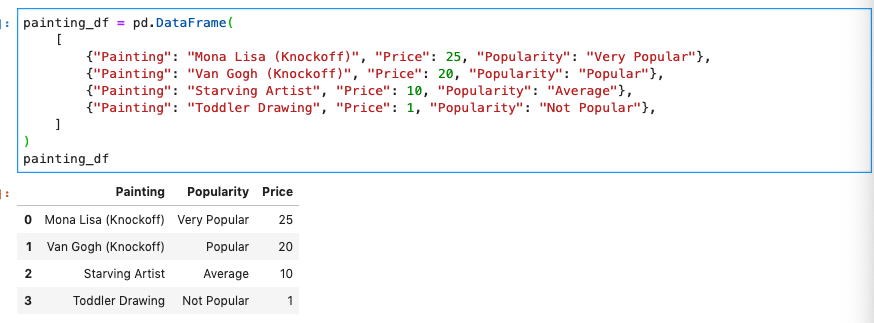 ]: painting_df = pd.DataFrame(
    [
        {"Painting": "Mona Lisa (Knockoff)", "Price": 25, "Popularity": "Very Popular"},
        {"Painting": "Van Gogh (Knockoff)", "Price": 20, "Popularity": "Popular"},
        {"Painting": "Starving Artist", "Price": 10, "Popularity": "Average"},
        {"Painting": "Toddler Drawing", "Price": 1, "Popularity": "Not Popular"},
    ]
)
painting_df
]: Painting Popularity Price
0 Mona Lisa (Knockoff) Very Popular 25
1 Van Gogh (Knockoff) Popular 20
2 Starving Artist Average 10
3 Toddler Drawing Not Popular 1